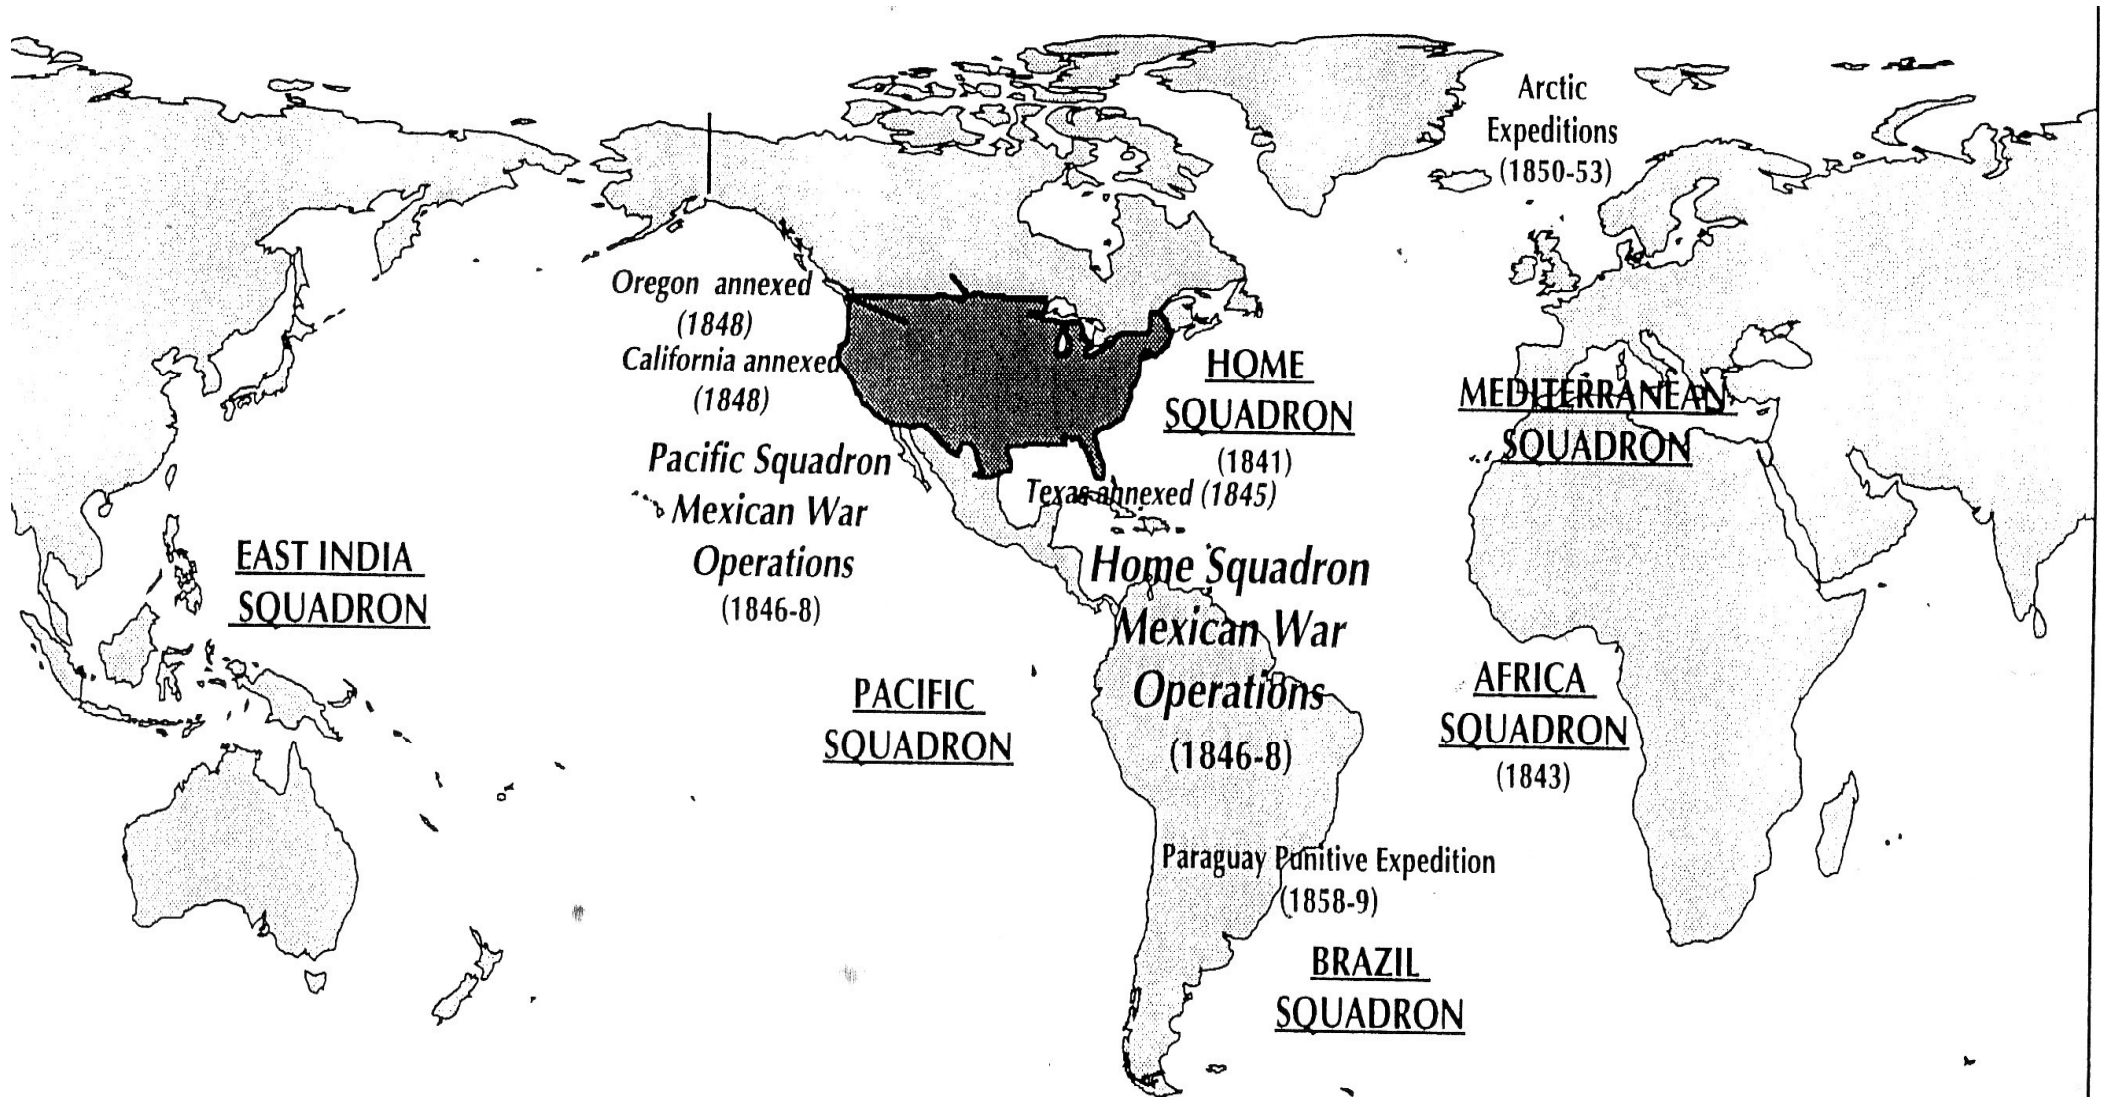 Arctic
Expeditions
(1850-53)
Oregon annexed
(1848)
California annexed
(1848)
HOME
SQUADRON
(1841)
Texas annexed (1845)
MEDITERRANEAN
SQUADRON
Pacific Squadron
Mexican War
Operations
(1846-8)
EAST INDIA
SQUADRON
Home Squadron
Mexican War
Operations
(1846-8)
PACIFIC
SQUADRON
AFRICA
SQUADRON
(1843)
Paraguay Punitive Expedition
(1858-9)
BRAZIL
SQUADRON